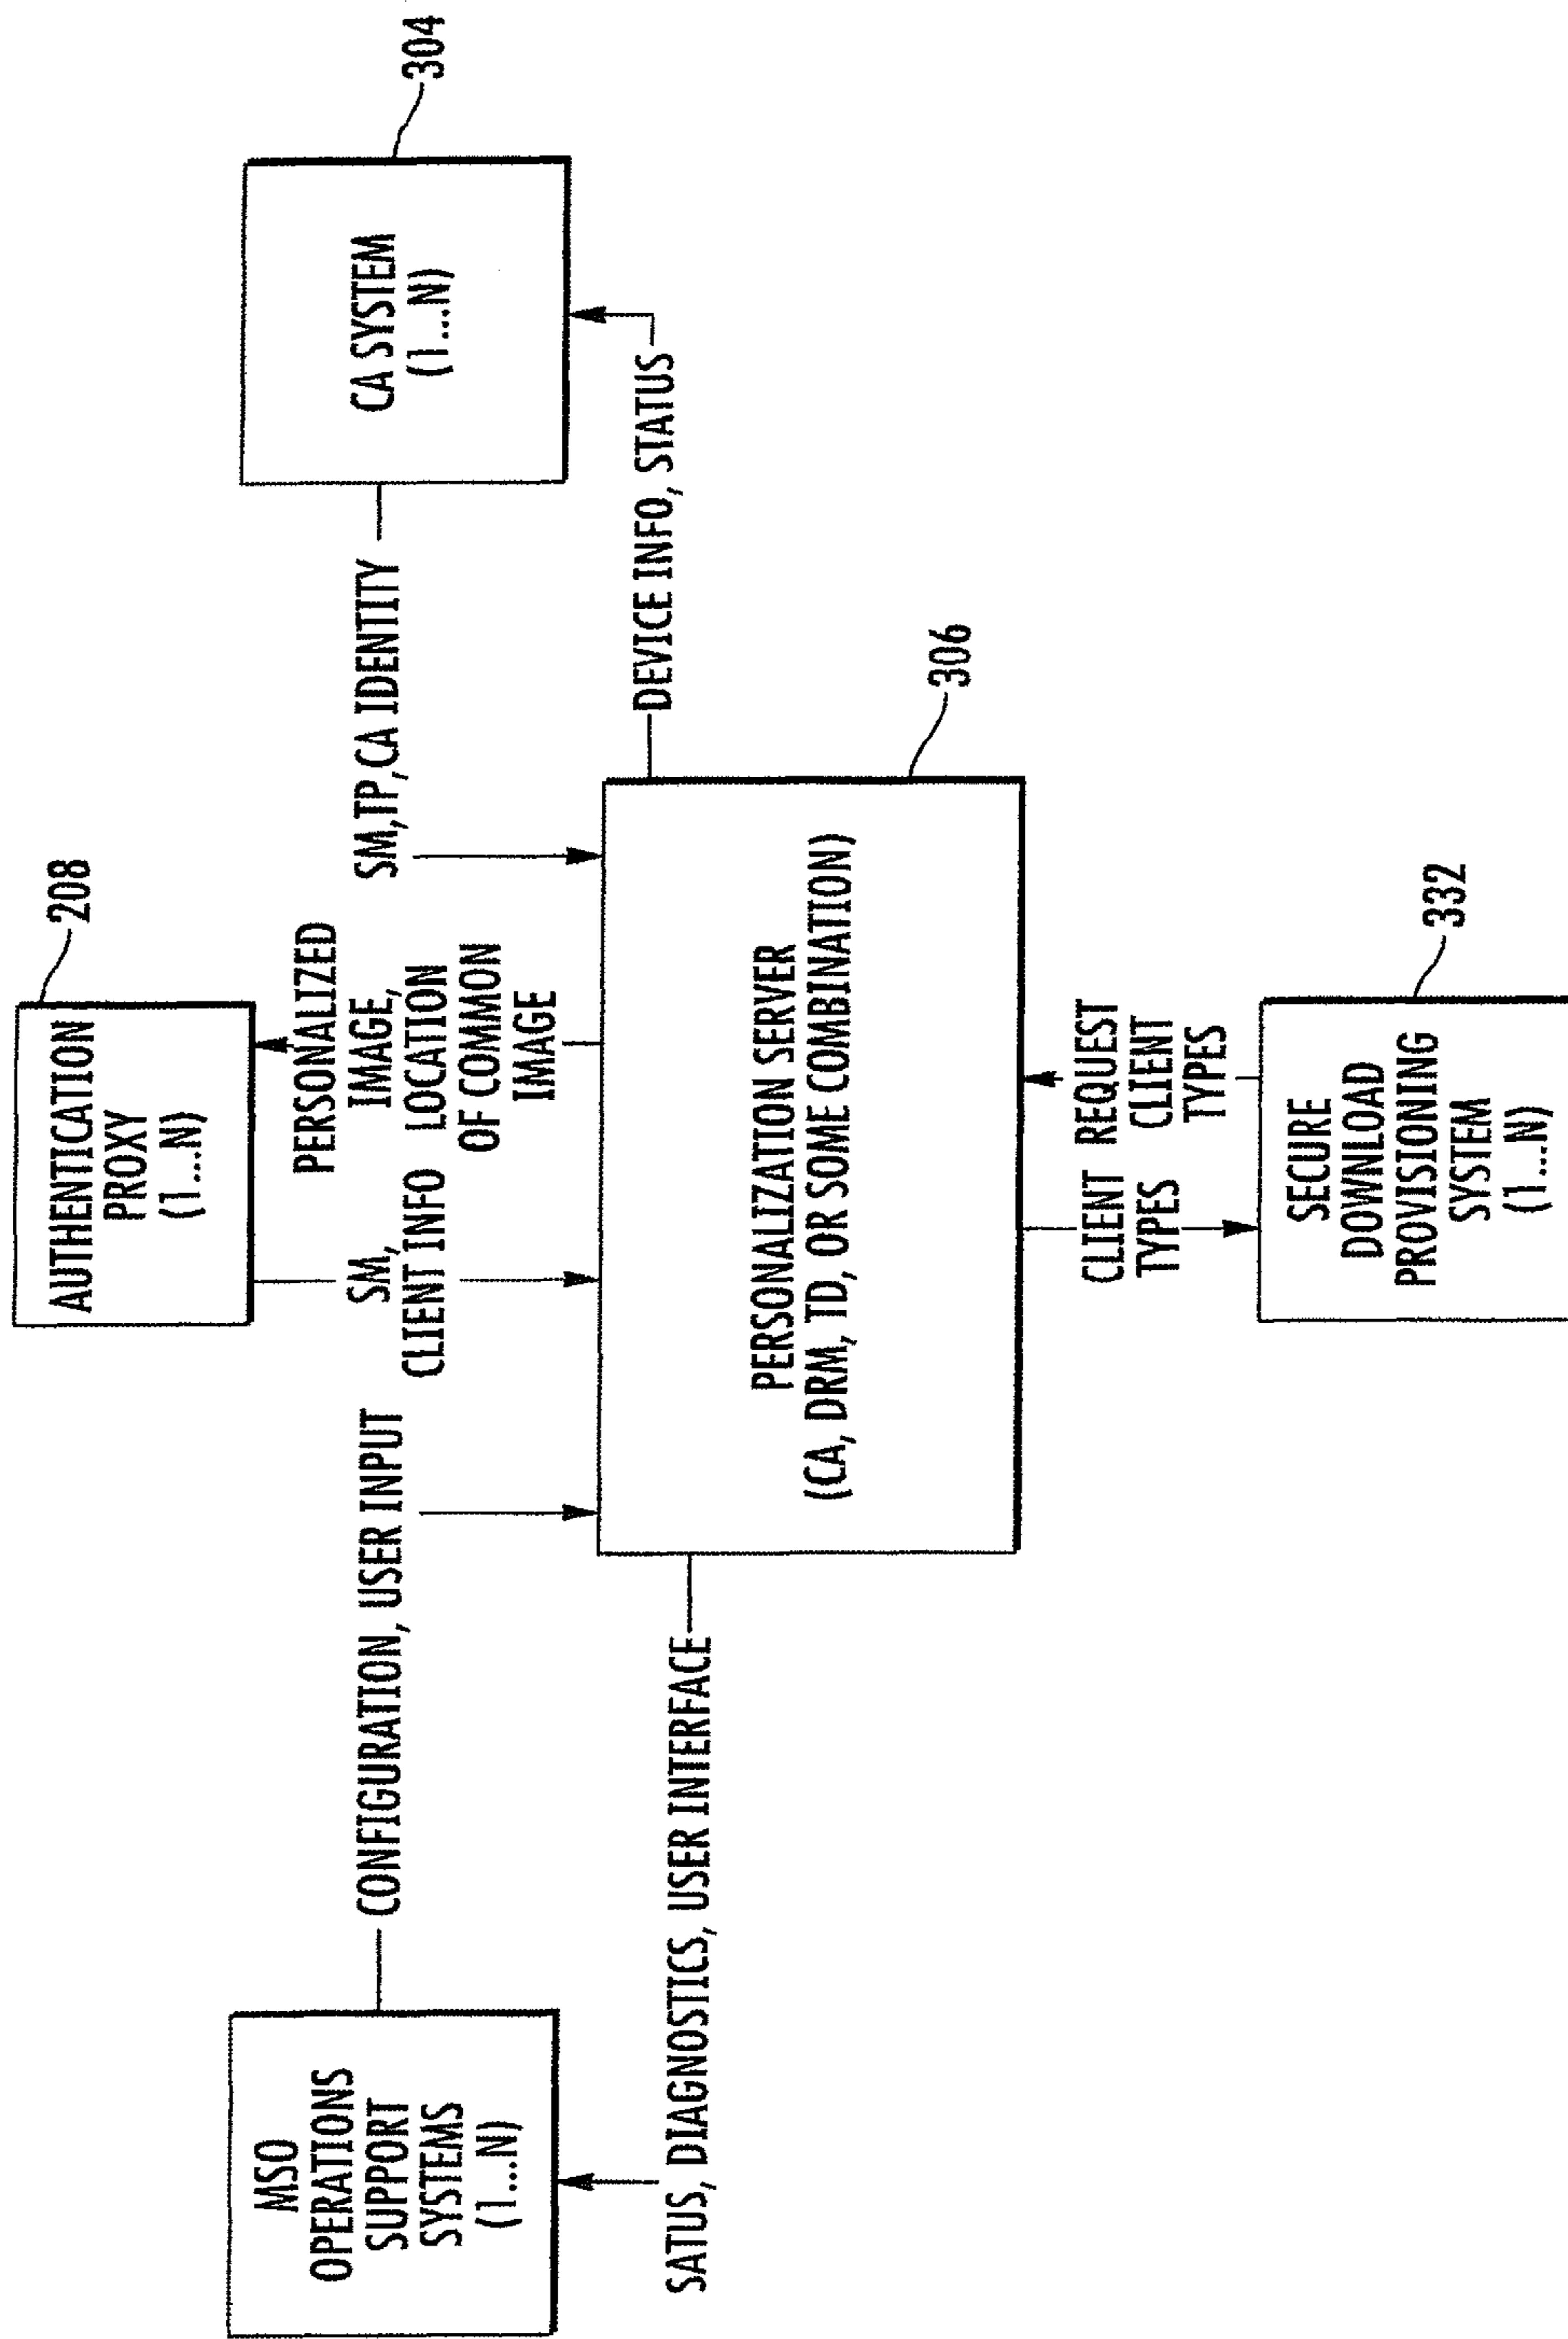 208
AUTHENTICATION
PROXY
(1...N)
304
CA SYSTEM
(1...N)
MSO
OPERATIONS
SUPPORT
SYSTEMS
(1...N)
CONFIGURATION, USER INPUT
SM,
CLIENT INFO
PERSONALIZED
IMAGE,
LOCATION
OF COMMON
IMAGE
SM,TP,CA IDENTITY
SATUS, DIAGNOSTICS, USER INTERFACE
DEVICE INFO, STATUS
306
PERSONALIZATION SERVER
(CA, DRM, TD, OR SOME COMBINATION)
CLIENT
TYPES
REQUEST
CLIENT
TYPES
332
SECURE
DOWNLOAD
PROVISIONING
SYSTEM
(1...N)